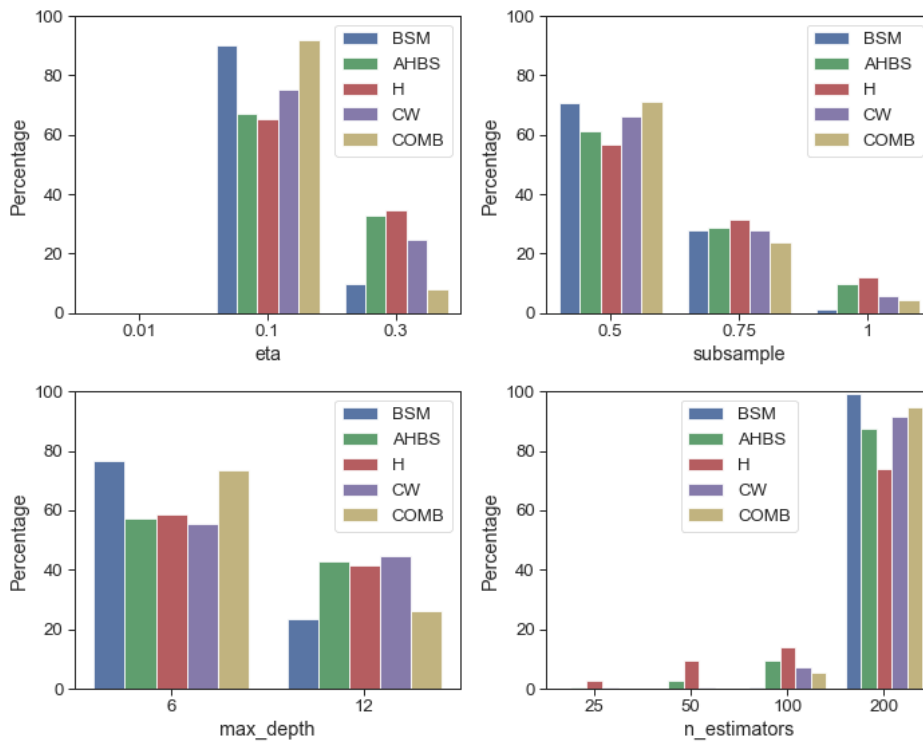 100
80
60
40
20
0
Percentage
BSM
AHBS
H
CW
COMB
0.01 0.1 0.3
eta
100
80
60
40
20
0
Percentage
BSM
AHBS
H
CW
COMB
0.5 0.75 1
subsample
100
80
60
40
20
0
Percentage
BSM
AHBS
H
CW
COMB
6 12
max_depth
100
80
60
40
20
0
Percentage
BSM
AHBS
H
CW
COMB
25 50 100 200
n_estimators